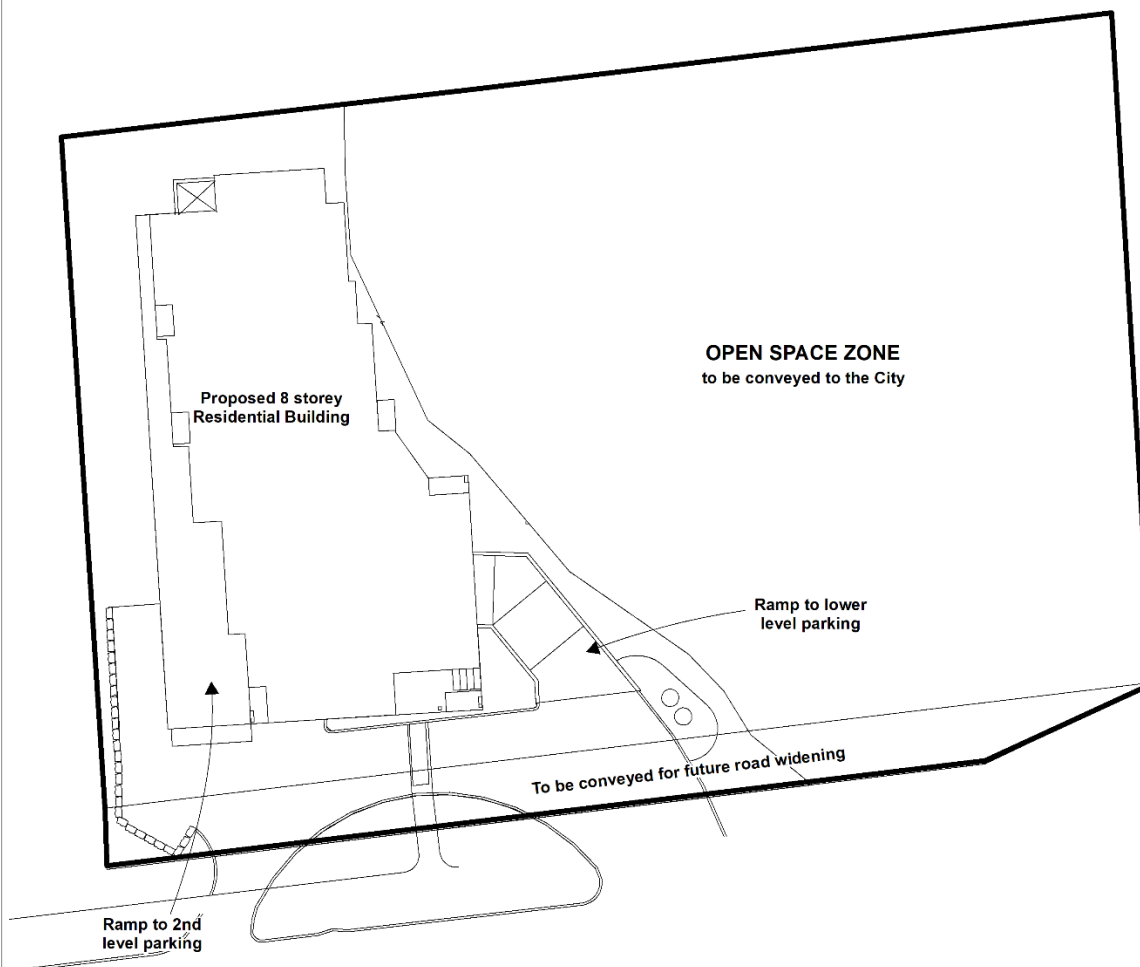 OPEN SPACE ZONE
to be conveyed to the City
Proposed 8 storey
Residential Building
Ramp to lower
level parking
To be conveyed for future road widening
Ramp to 2nd
level parking